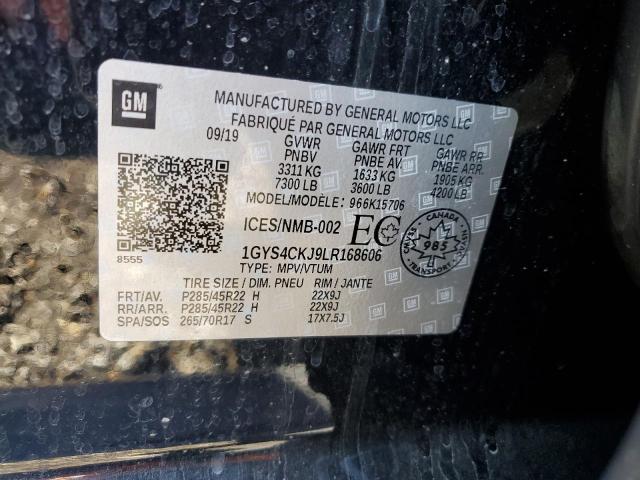 GM
MANUFACTURED BY GENERAL MOTORS LLC
FABRIQUÉ PAR GENERAL MOTORS LLC
09/19 GVWR GAWR FRT GAWR RR
PNBV PNBE AV. PNBE ARR.
3311 KG 1633 KG 1905 KG
7300 LB 3600 LB 4200 LB
MODEL/MODÈLE: 966K15706
ICES/NMB-002 EC
CANADA
985
8555
1GYS4CKJ9LR168606
TYPE: MPV/VTUM
TIRE SIZE / DIM. PNEU RIM / JANTE
FRT/AV. P285/45R22 H 22X9J
RR/ARR. P285/45R22 H 22X9J
SPA/SOS 265/70R17 S 17X7.5J